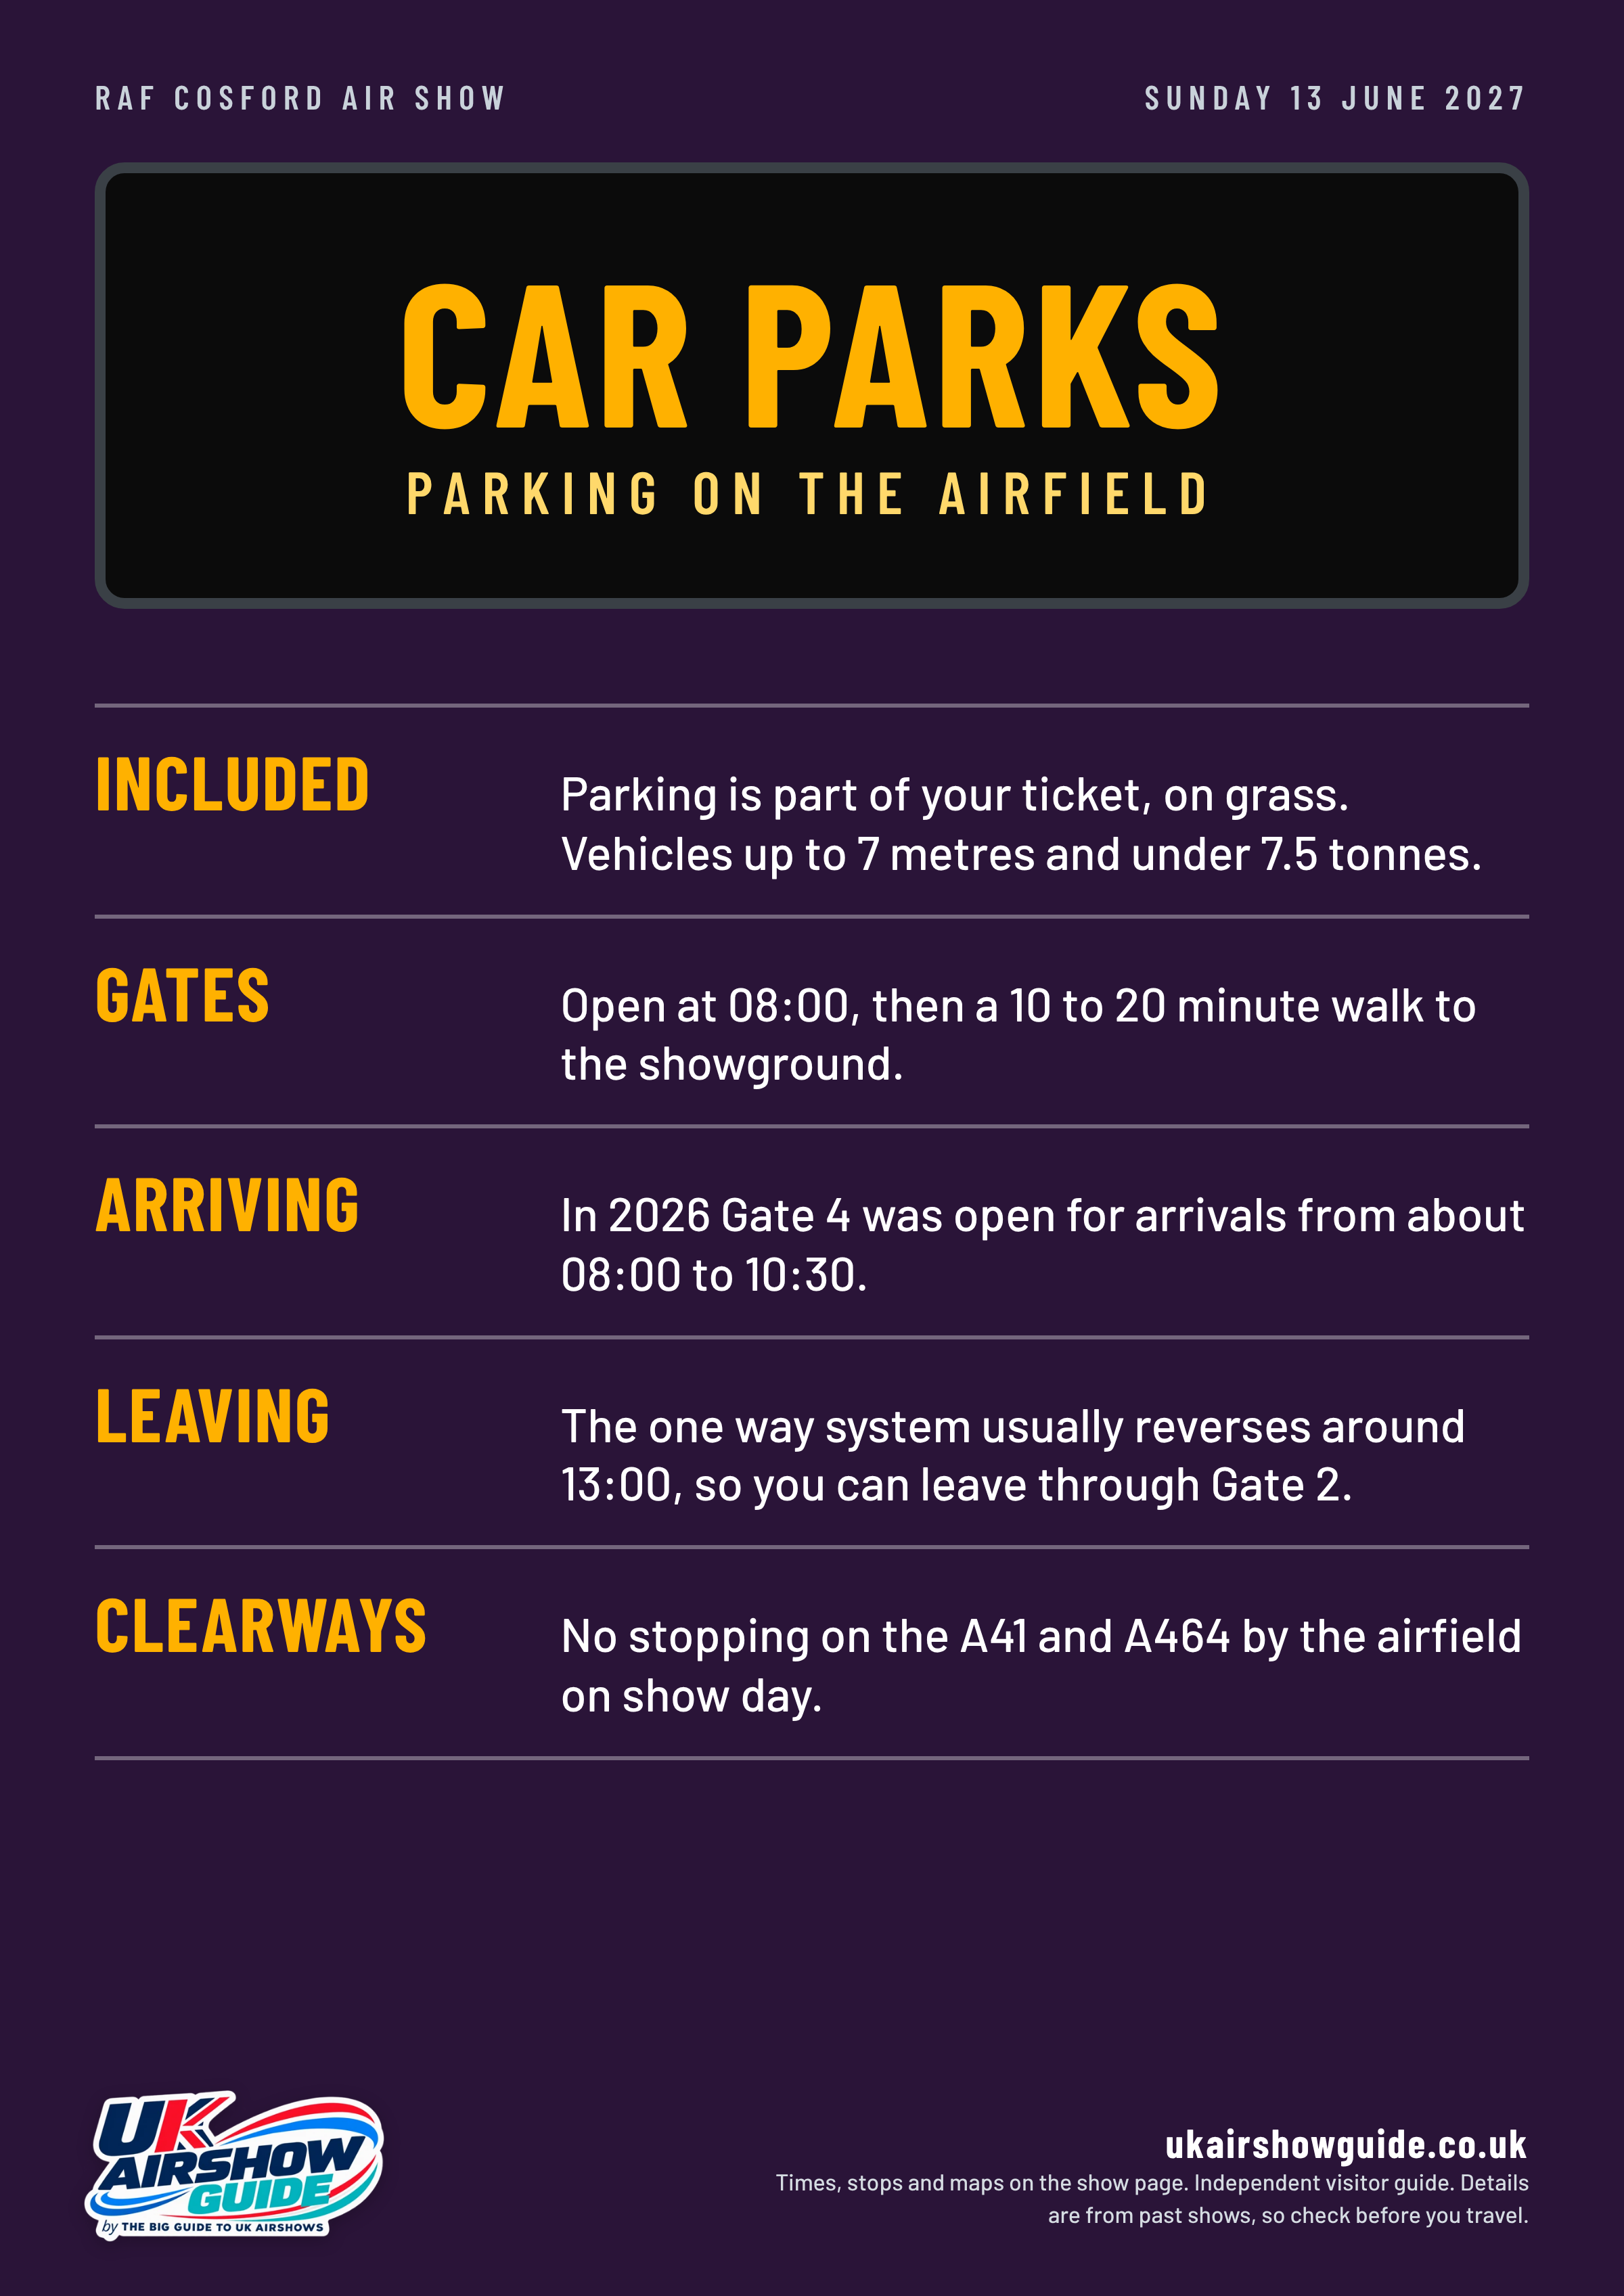 RAF COSFORD AIR SHOW
SUNDAY 13 JUNE 2027
CAR PARKS
PARKING ON THE AIRFIELD
INCLUDED
Parking is part of your ticket, on grass.
Vehicles up to 7 metres and under 7.5 tonnes.
GATES
Open at 08:00, then a 10 to 20 minute walk to
the showground.
ARRIVING
In 2026 Gate 4 was open for arrivals from about
08:00 to 10:30.
LEAVING
The one way system usually reverses around
13:00, so you can leave through Gate 2.
CLEARWAYS
No stopping on the A41 and A464 by the airfield
on show day.
UK
AIRSHOW
GUIDE
by THE BIG GUIDE TO UK AIRSHOWS
ukairshowguide.co.uk
Times, stops and maps on the show page. Independent visitor guide. Details
are from past shows, so check before you travel.